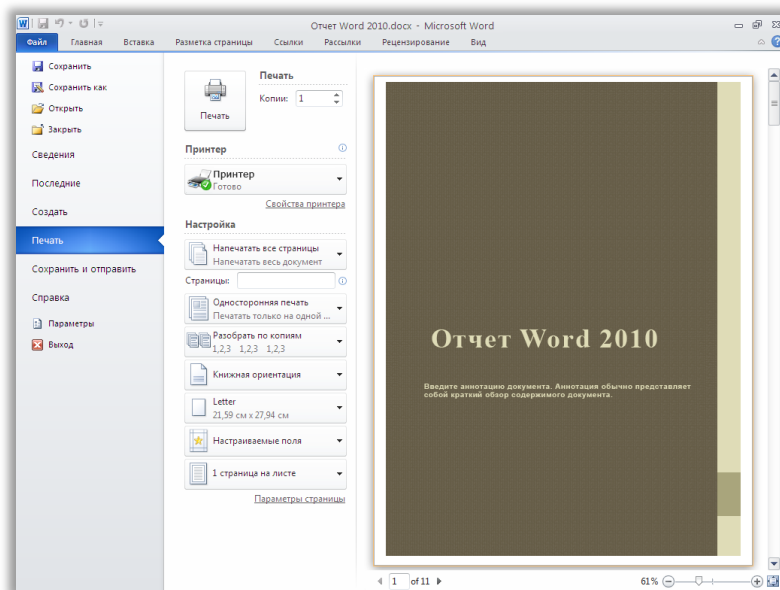 Отчет Word 2010.docx - Microsoft Word
Файл Главная Вставка Разметка страницы Ссылки Рассылки Рецензирование Вид
Сохранить
Сохранить как
Открыть
Закрыть
Сведения
Последние
Создать
Печать
Сохранить и отправить
Справка
Параметры
Выход
Печать
Печать
Копии: 1
Принтер
Принтер
Готово
Свойства принтера
Настройка
Напечатать все страницы
Напечатать весь документ
Страницы:
Односторонняя печать
Печатать только на одной ...
Разобрать по копиям
1,2,3 1,2,3 1,2,3
Книжная ориентация
Letter
21,59 см x 27,94 см
Настраиваемые поля
1 страница на листе
Параметры страницы
Отчет Word 2010
Введите аннотацию документа. Аннотация обычно представляет
собой краткий обзор содержимого документа.
1 of 11
61%